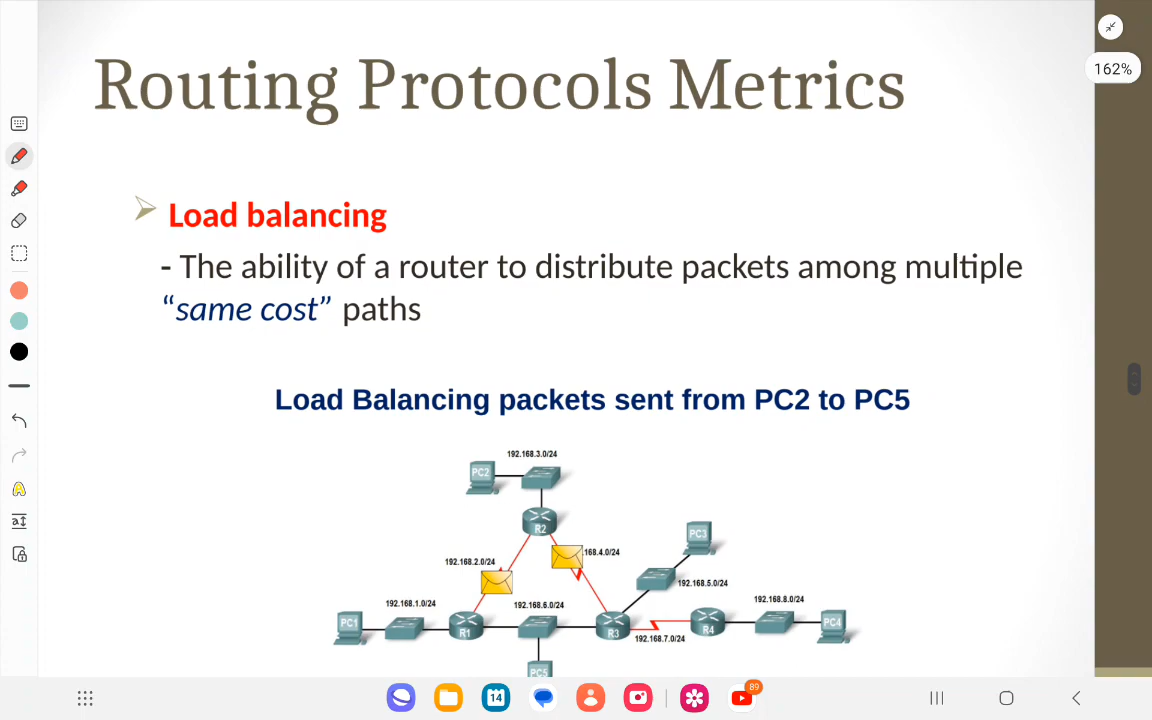 Routing Protocols Metrics
162%
Load balancing
- The ability of a router to distribute packets among multiple
“same cost” paths
Load Balancing packets sent from PC2 to PC5
192.168.3.0/24
PC2
R2
192.168.2.0/24
.168.4.0/24
PC3
192.168.5.0/24
192.168.1.0/24
192.168.6.0/24
192.168.8.0/24
PC1
R1
R3
R4
PC4
192.168.7.0/24
PC5
14
89